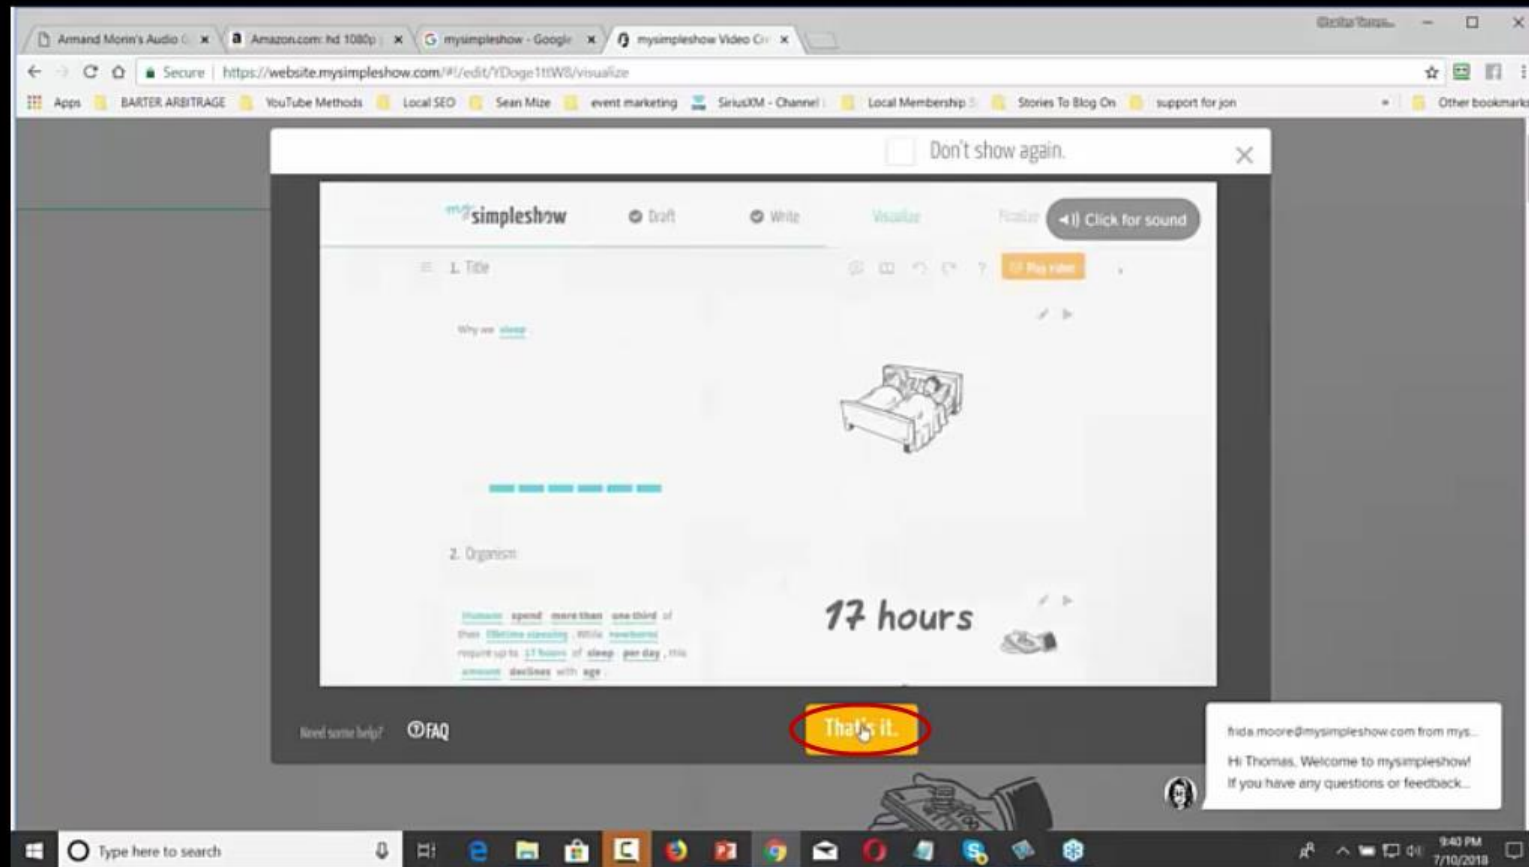 Armand Morin's Audio
Amazon.com: hd 1080p
mysimpleshow - Google
mysimpleshow Video Cr
Secure
https://website.mysimpleshow.com/#!/edit/YDoge1ttW8/visualize
Apps
BARTER ARBITRAGE
YouTube Methods
Local SEO
Sean Mize
event marketing
SiriusXM - Channel
Local Membership S
Stories To Blog On
support for jon
Other bookmarks
Don't show again.
mysimpleshow
Draft
Write
Visualize
Finalize
Click for sound
1. Title
?
Play video
Why we sleep.
2. Organism
Humans spend more than one third of
their lifetime sleeping. While newborns
require up to 17 hours of sleep per day, this
amount declines with age.
17 hours
Need some help?
FAQ
That's it.
frida.moore@mysimpleshow.com from mys...
Hi Thomas, Welcome to mysimpleshow!
If you have any questions or feedback...
Type here to search
9:40 PM
7/10/2018